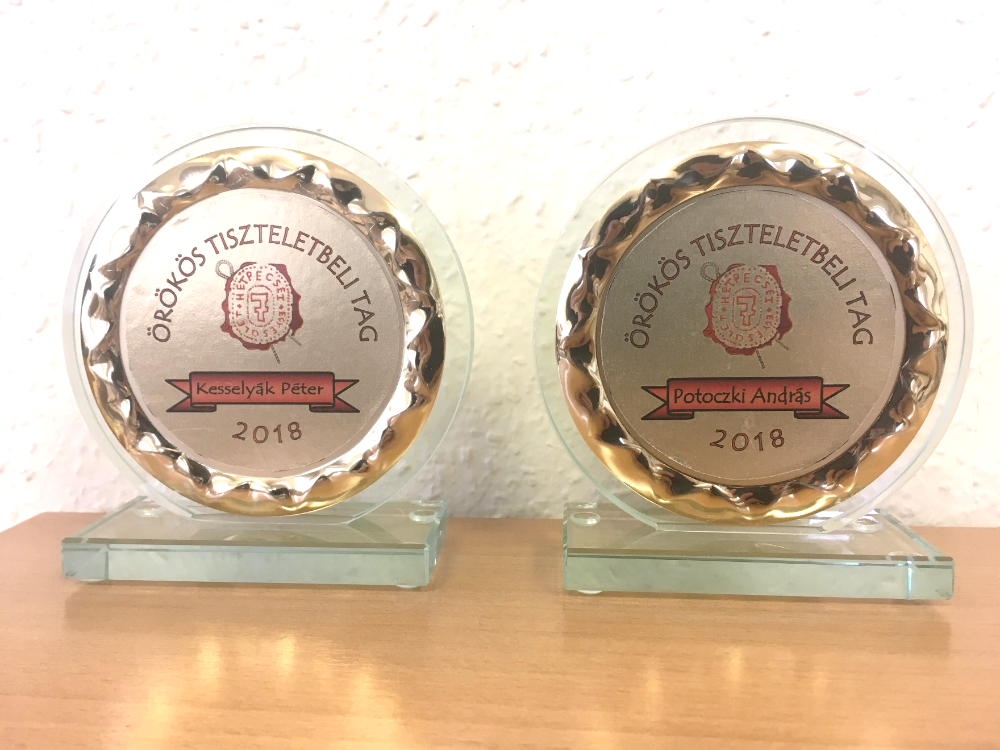 ÖRÖKÖS TISZTELETBELI TAG
HÉTPECSÉT EGYESÜLET
Kesselyák Péter
2018
ÖRÖKÖS TISZTELETBELI TAG
HÉTPECSÉT EGYESÜLET
Potoczki András
2018